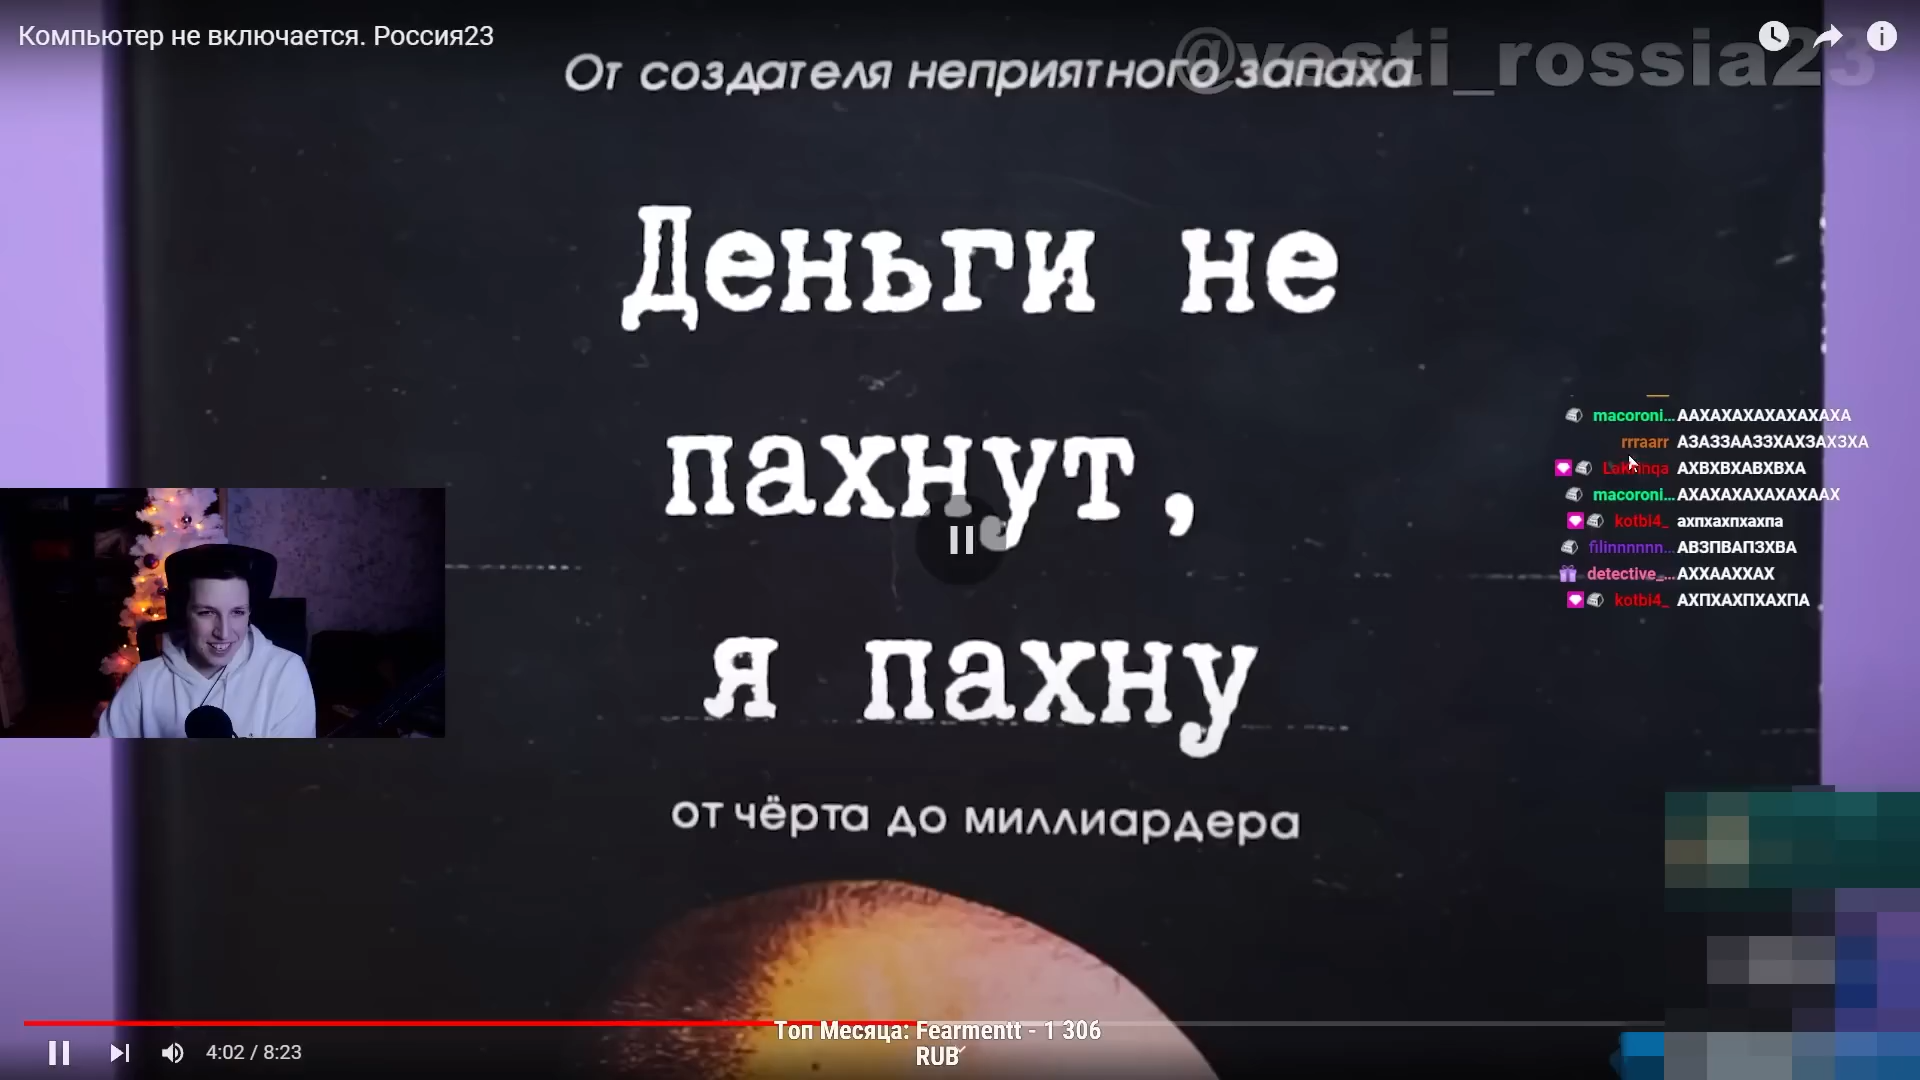 Компьютер не включается. Россия23
@vesti_rossia23
От создателя неприятного запаха
Деньги не
пахнут,
я пахну
от чёрта до миллиардера
macoroni... ААХАХАХАХАХАХАХА
rrraarr АЗАЗЗААЗЗХАХЗАХЗХА
АХВХВХАВХВХА
macoroni... АХАХАХАХАХАХААХ
kotbi4_ ахпхахпхахпа
filinnnnnn... АВЗПВАПЗХВА
detective_... АХХААХХАХ
kotbi4_ АХПХАХПХАХПА
Топ Месяца: Fearmentt - 1 306
RUB
4:02 / 8:23